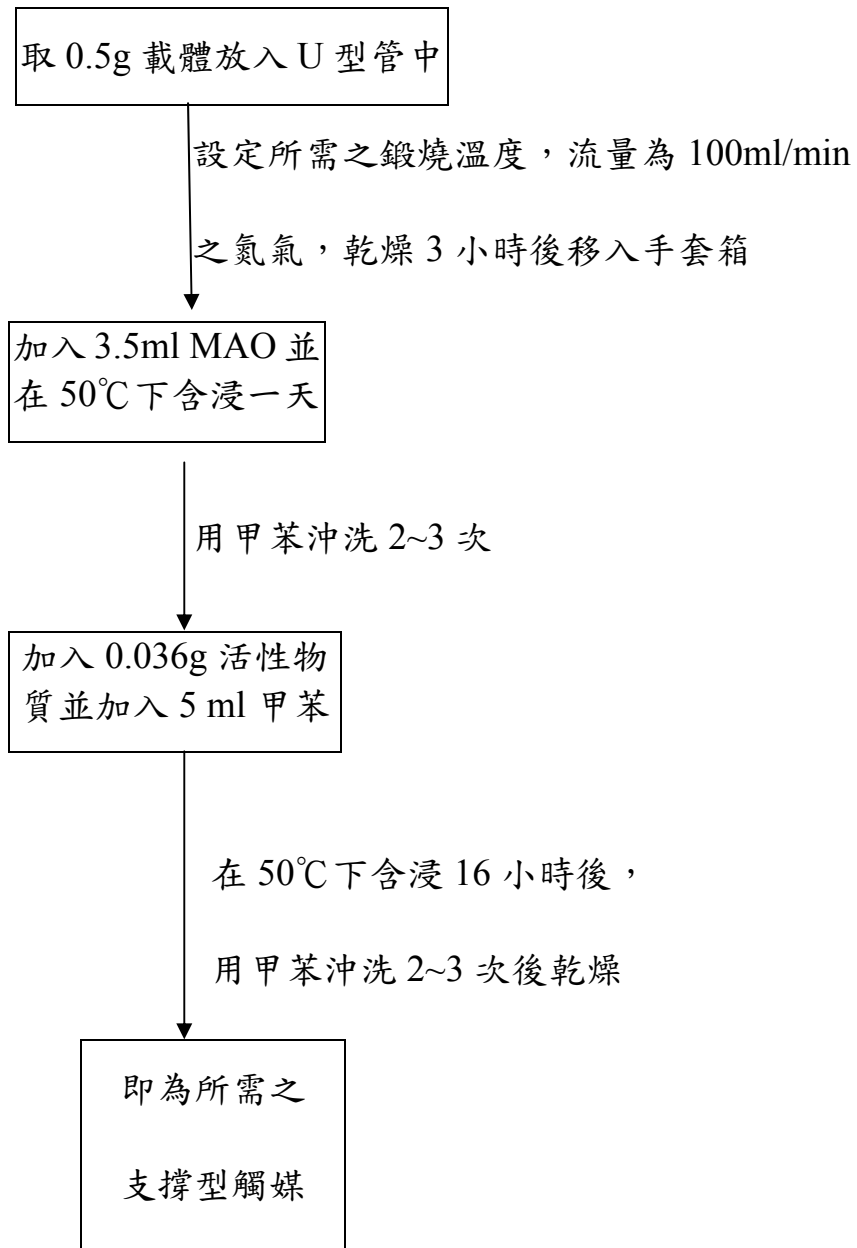 取 0.5g 載體放入 U 型管中
設定所需之鍛燒溫度，流量為 100ml/min
之氮氣，乾燥 3 小時後移入手套箱
加入 3.5ml MAO 並
在 50℃下含浸一天
用甲苯沖洗 2~3 次
加入 0.036g 活性物
質並加入 5 ml 甲苯
在 50℃下含浸 16 小時後，
用甲苯沖洗 2~3 次後乾燥
即為所需之
支撐型觸媒